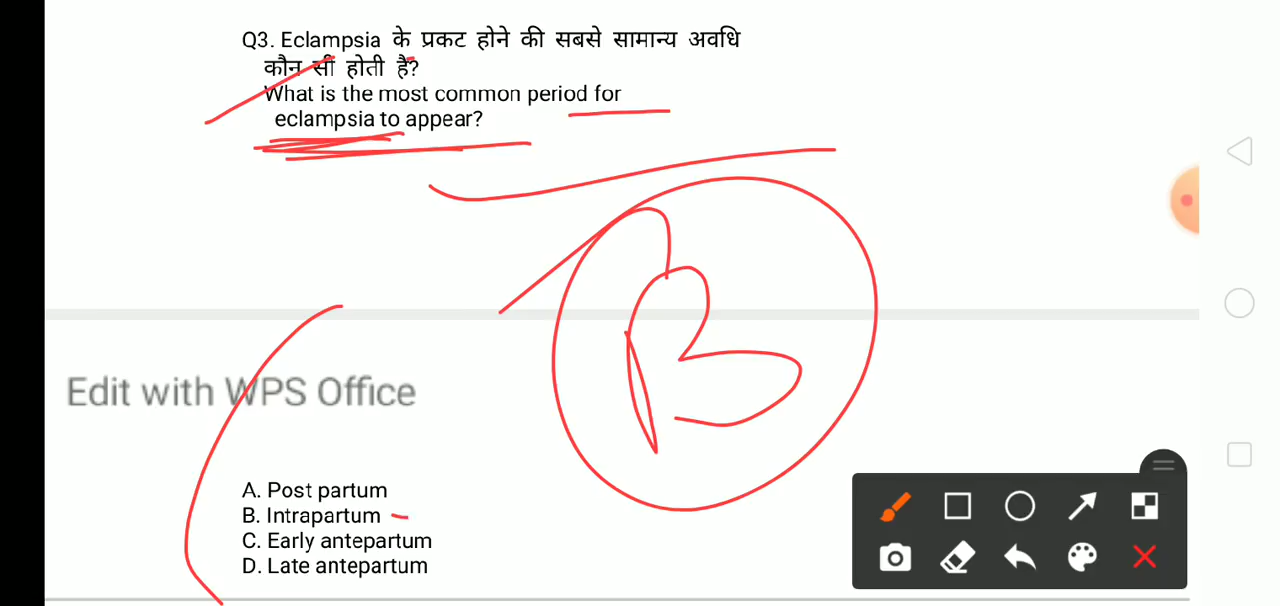 Q3. Eclampsia के प्रकट होने की सबसे सामान्य अवधि
कौन सी होती है?
What is the most common period for
eclampsia to appear?
B
Edit with WPS Office
A. Post partum
B. Intrapartum
C. Early antepartum
D. Late antepartum